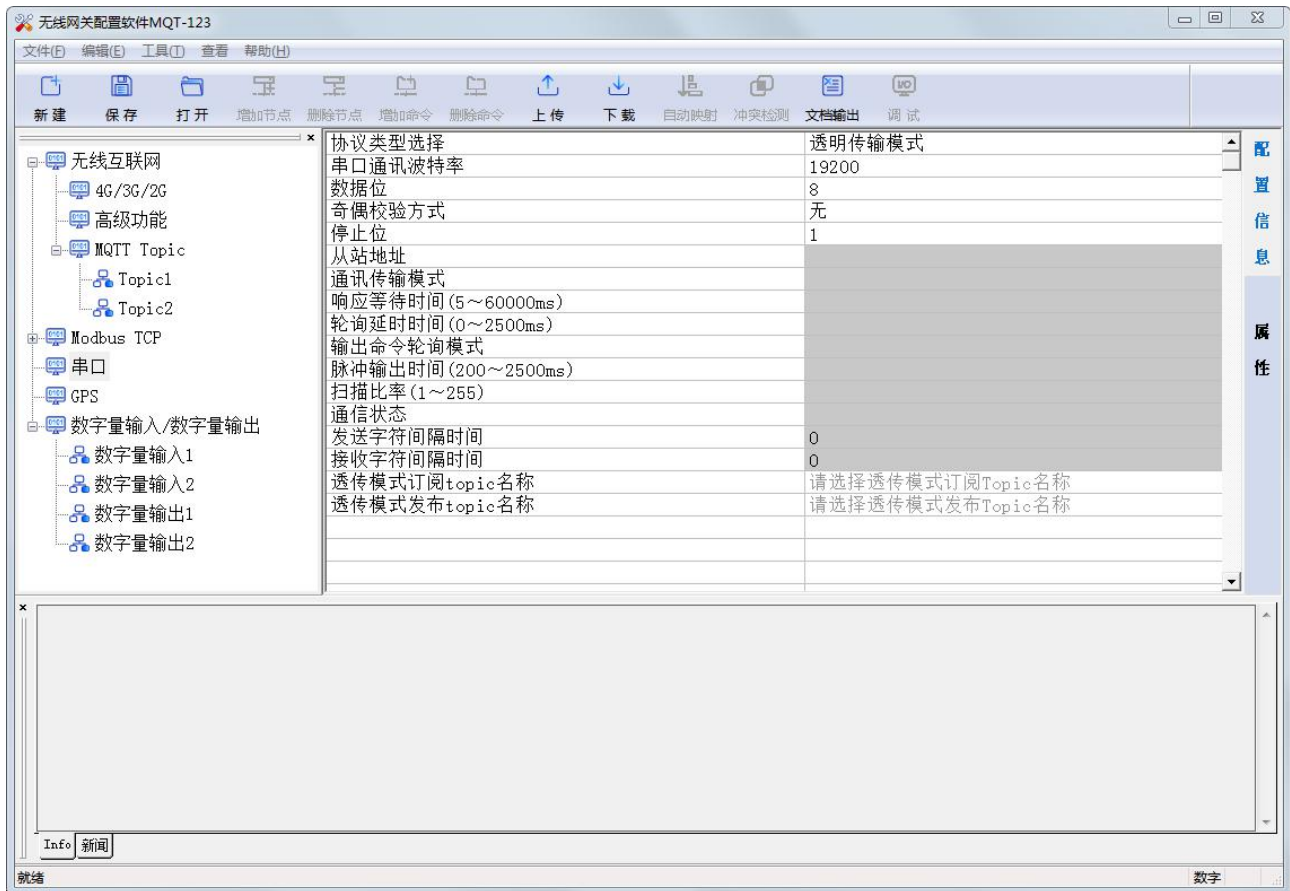 无线网关配置软件MQT-123
文件(F) 编辑(E) 工具(T) 查看 帮助(H)
新建 保存 打开 增加节点 删除节点 增加命令 删除命令 上传 下载 自动映射 冲突检测 文档输出 调试
无线互联网
4G/3G/2G
高级功能
MQTT Topic
Topic1
Topic2
Modbus TCP
串口
GPS
数字量输入/数字量输出
数字量输入1
数字量输入2
数字量输出1
数字量输出2
协议类型选择 透明传输模式
串口通讯波特率 19200
数据位 8
奇偶校验方式 无
停止位 1
从站地址
通讯传输模式
响应等待时间(5～60000ms)
轮询延时时间(0～2500ms)
输出命令轮询模式
脉冲输出时间(200～2500ms)
扫描比率(1～255)
通信状态
发送字符间隔时间 0
接收字符间隔时间 0
透传模式订阅topic名称 请选择透传模式订阅Topic名称
透传模式发布topic名称 请选择透传模式发布Topic名称
配置信息
属性
Info 新闻
就绪 数字